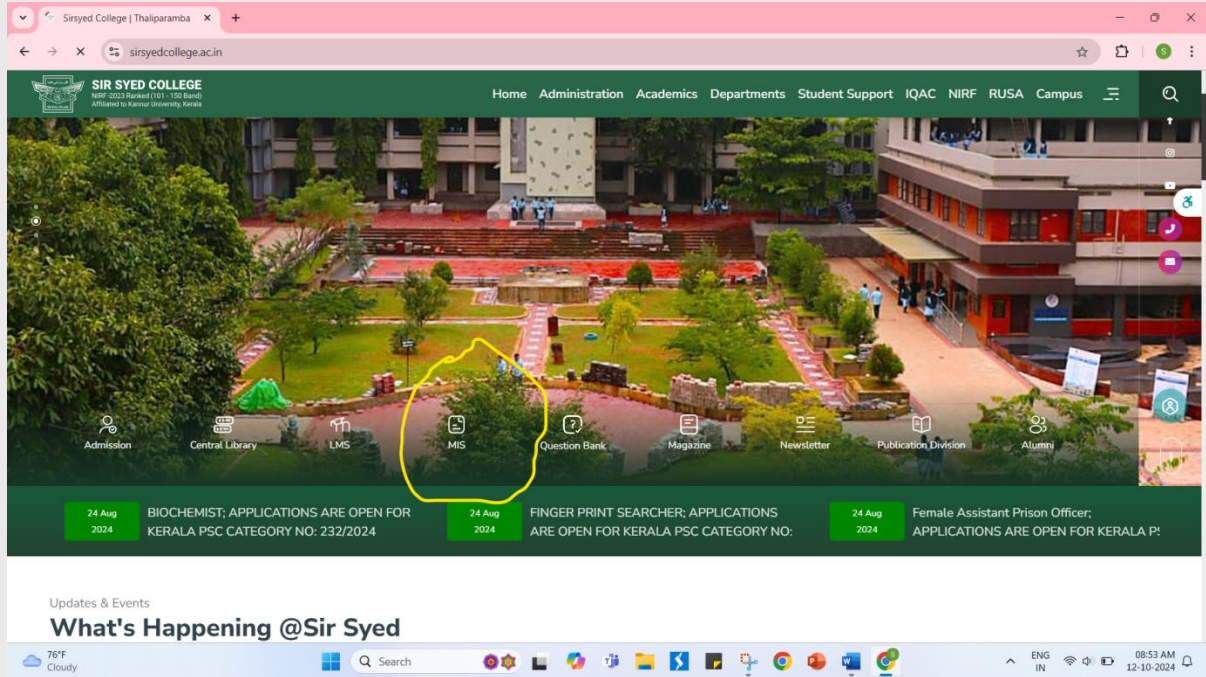 Sirsyed College | Thaliparamba
sirsyedcollege.ac.in
S
SIR SYED COLLEGE
NIRF-2023 Ranked (101 - 150 Band)
Affiliated to Kannur University, Kerala
Home Administration Academics Departments Student Support IQAC NIRF RUSA Campus
Admission Central Library LMS MIS Question Bank Magazine Newsletter Publication Division Alumni
24 Aug
2024
BIOCHEMIST; APPLICATIONS ARE OPEN FOR
KERALA PSC CATEGORY NO: 232/2024
24 Aug
2024
FINGER PRINT SEARCHER; APPLICATIONS
ARE OPEN FOR KERALA PSC CATEGORY NO:
24 Aug
2024
Female Assistant Prison Officer;
APPLICATIONS ARE OPEN FOR KERALA
Updates & Events
What's Happening @Sir Syed
76°F
Cloudy
Search
ENG
IN
08:53 AM
12-10-2024